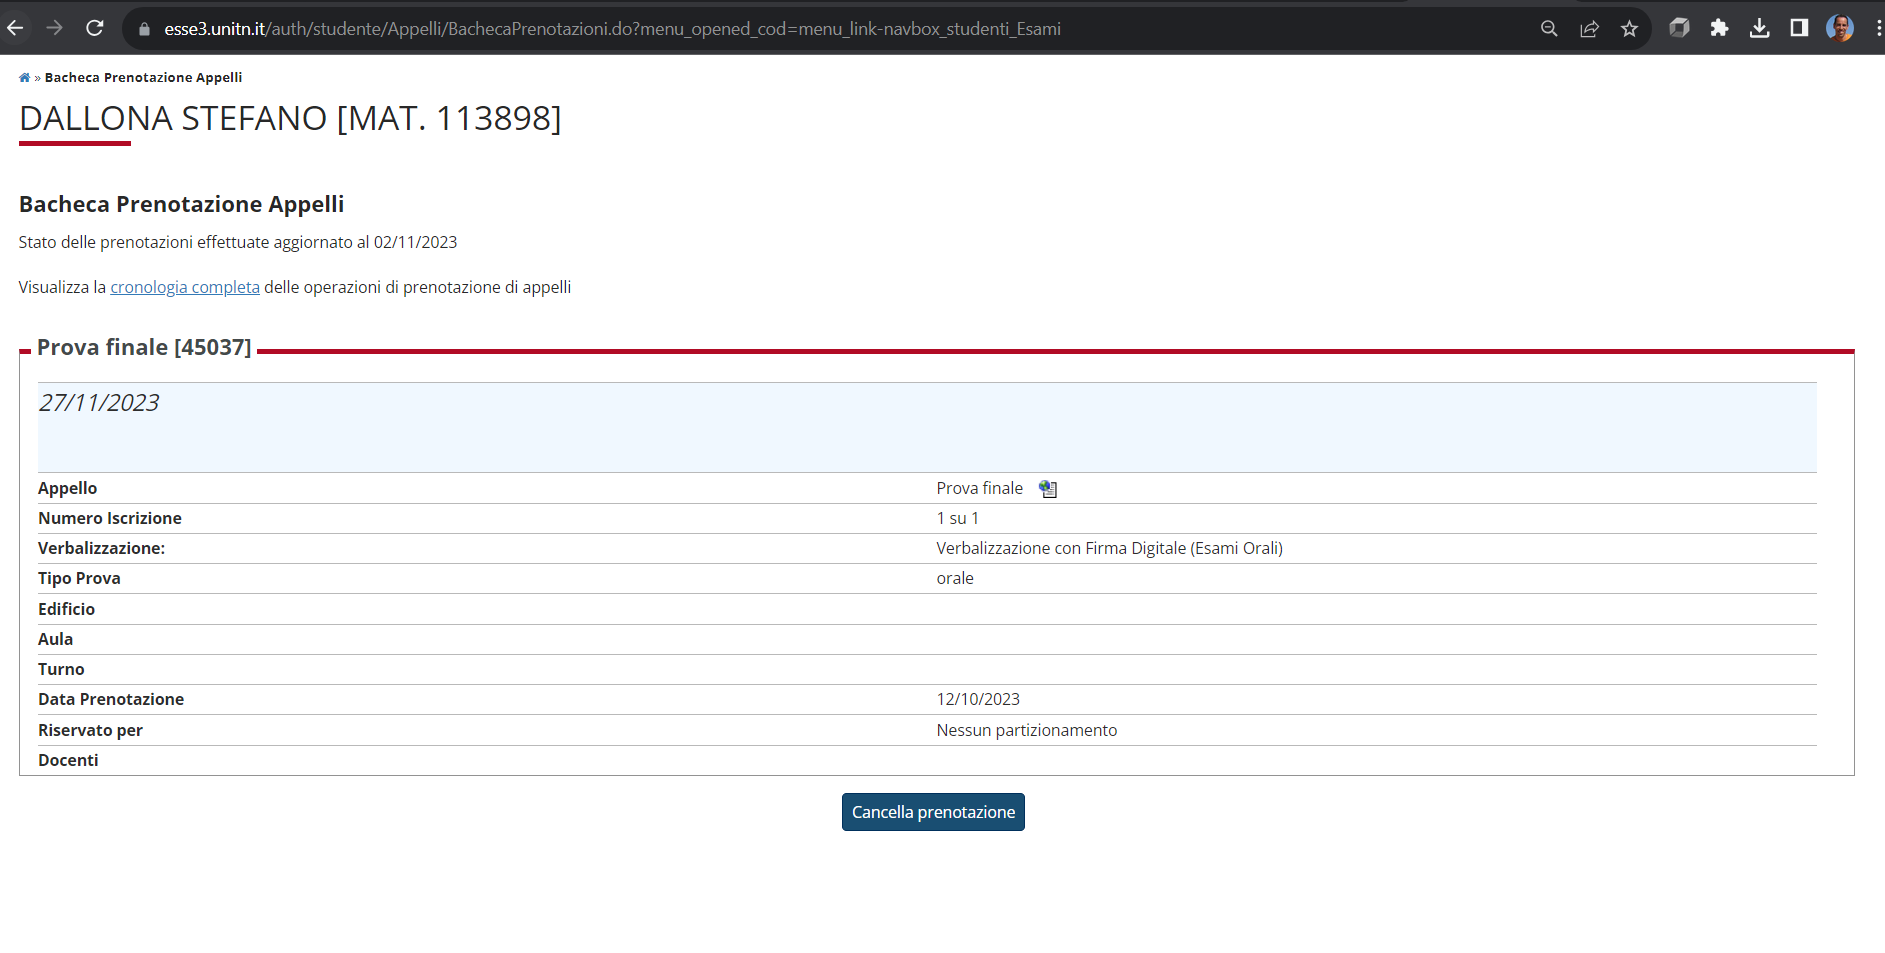 esse3.unitn.it/auth/studente/Appelli/BachecaPrenotazioni.do?menu_opened_cod=menu_link-navbox_studenti_Esami
» Bacheca Prenotazione Appelli
DALLONA STEFANO [MAT. 113898]
Bacheca Prenotazione Appelli
Stato delle prenotazioni effettuate aggiornato al 02/11/2023
Visualizza la cronologia completa delle operazioni di prenotazione di appelli
Prova finale [45037]
27/11/2023
Appello Prova finale
Numero Iscrizione 1 su 1
Verbalizzazione: Verbalizzazione con Firma Digitale (Esami Orali)
Tipo Prova orale
Edificio
Aula
Turno
Data Prenotazione 12/10/2023
Riservato per Nessun partizionamento
Docenti
Cancella prenotazione